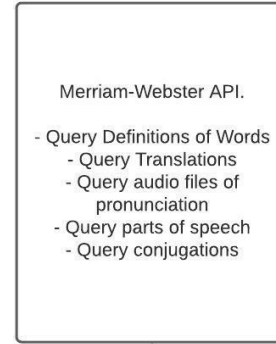 Merriam-Webster API.
- Query Definitions of Words
- Query Translations
- Query audio files of
pronunciation
- Query parts of speech
- Query conjugations